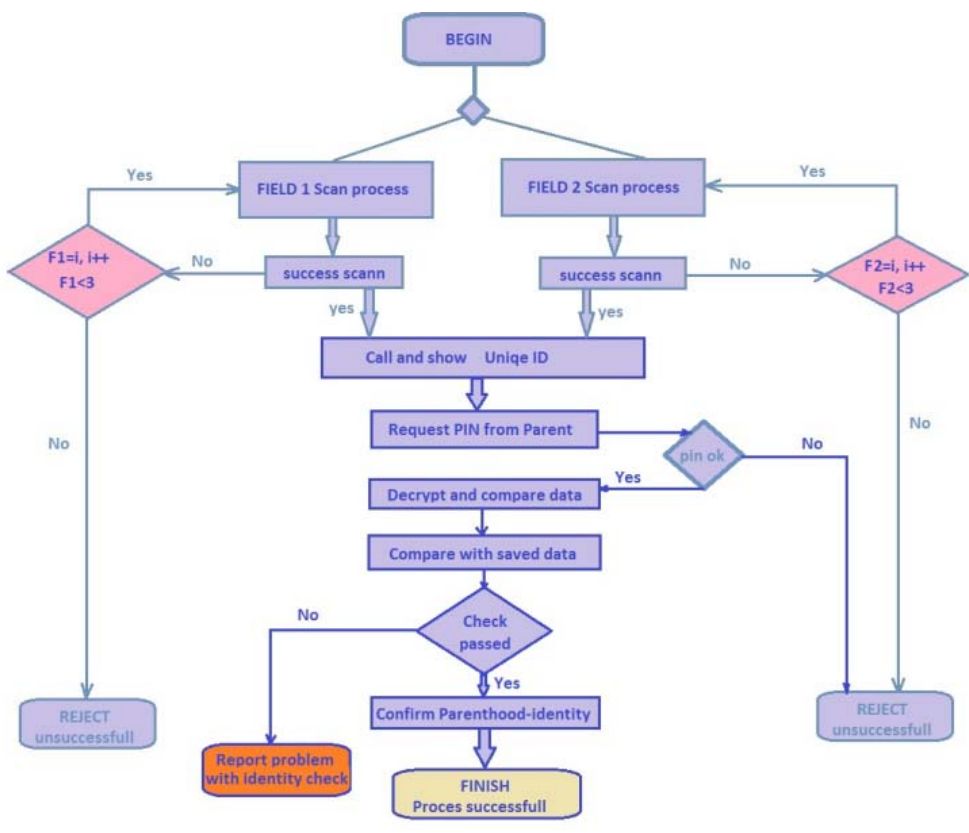 BEGIN
Yes
FIELD 1 Scan process
FIELD 2 Scan process
Yes
F1=i, i++
F1<3
No
success scann
success scann
No
F2=i, i++
F2<3
yes
yes
Call and show Uniqe ID
Request PIN from Parent
pin ok
No
No
No
Yes
Decrypt and compare data
Compare with saved data
No
Check
passed
Yes
REJECT
unsuccessfull
Confirm Parenthood-identity
REJECT
unsuccessfull
Report problem
with identity check
FINISH
Proces successfull